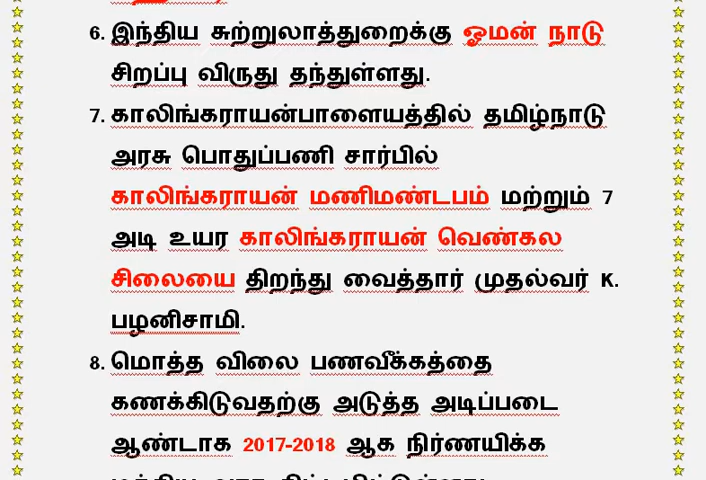 6. இந்திய சுற்றுலாத்துறைக்கு ஓமன் நாடு
சிறப்பு விருது தந்துள்ளது.
7. காலிங்கராயன்பாளையத்தில் தமிழ்நாடு
அரசு பொதுப்பணி சார்பில்
காலிங்கராயன் மணிமண்டபம் மற்றும் 7
அடி உயர காலிங்கராயன் வெண்கல
சிலையை திறந்து வைத்தார் முதல்வர் K.
பழனிசாமி.
8. மொத்த விலை பணவீக்கத்தை
கணக்கிடுவதற்கு அடுத்த அடிப்படை
ஆண்டாக 2017-2018 ஆக நிர்ணயிக்க